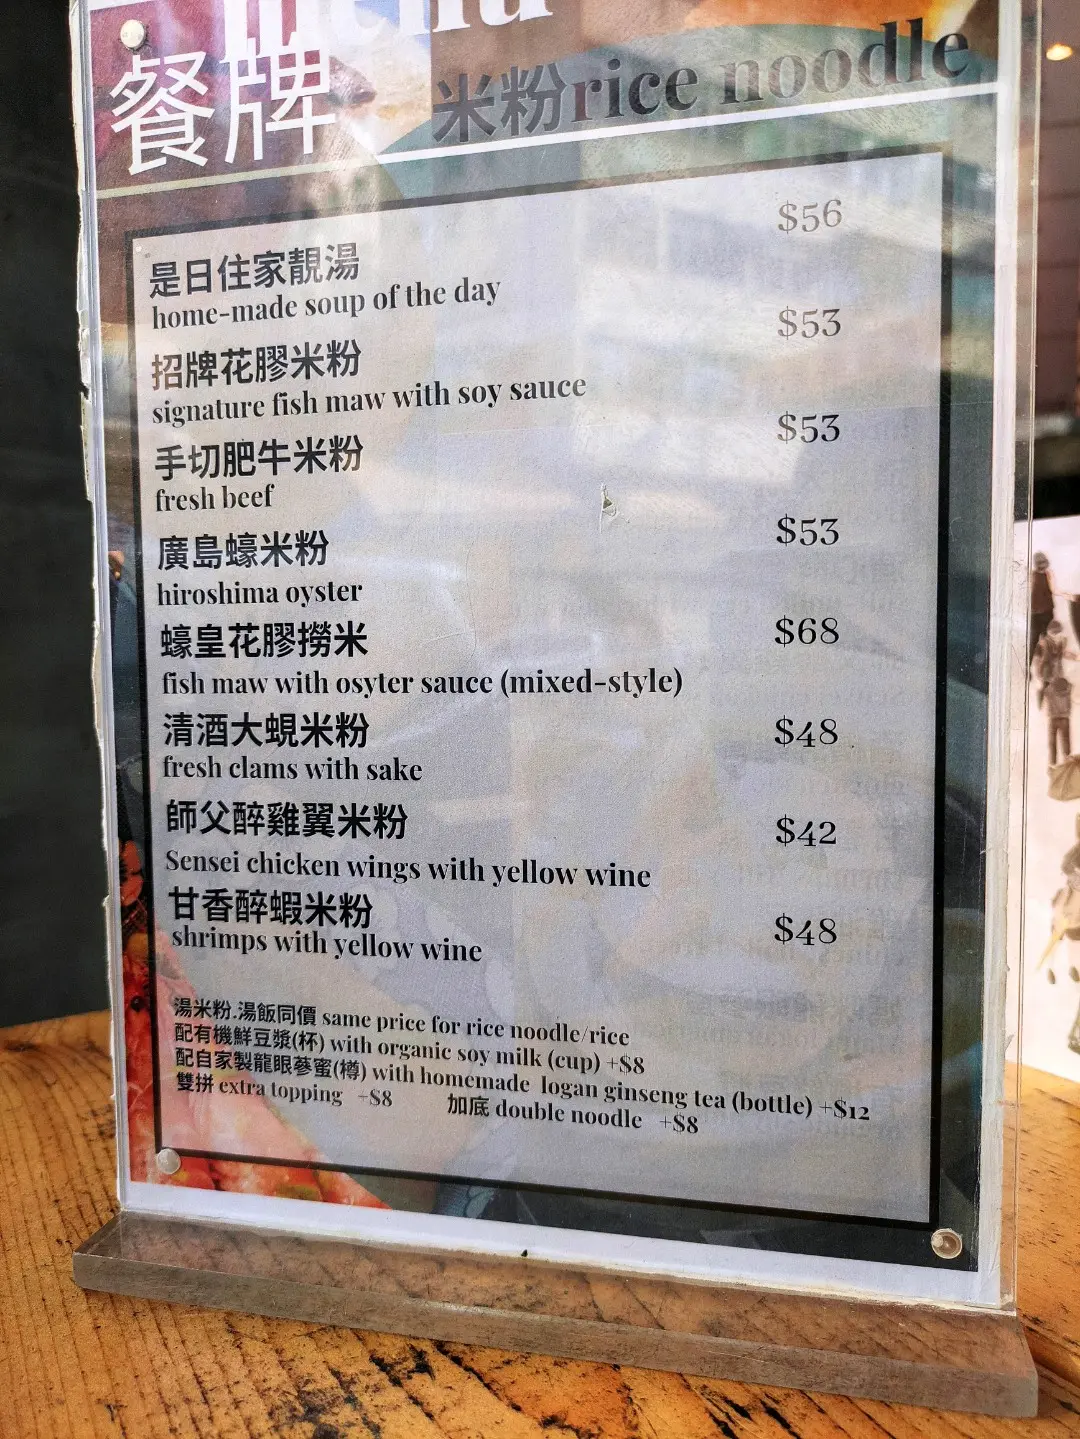 menu
餐牌
米粉rice noodle
是日住家靚湯 $56
home-made soup of the day
招牌花膠米粉 $53
signature fish maw with soy sauce
手切肥牛米粉 $53
fresh beef
廣島蠔米粉 $53
hiroshima oyster
蠔皇花膠撈米 $68
fish maw with osyter sauce (mixed-style)
清酒大蜆米粉 $48
fresh clams with sake
師父醉雞翼米粉 $42
Sensei chicken wings with yellow wine
甘香醉蝦米粉 $48
shrimps with yellow wine
湯米粉.湯飯同價 same price for rice noodle/rice
配有機鮮豆漿(杯) with organic soy milk (cup) +$8
配自家製龍眼蔘蜜(樽) with homemade logan ginseng tea (bottle) +$12
雙拼 extra topping +$8 加底 double noodle +$8